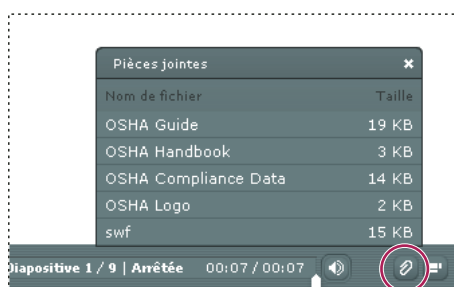 Pièces jointes
Nom de fichier Taille
OSHA Guide 19 KB
OSHA Handbook 3 KB
OSHA Compliance Data 14 KB
OSHA Logo 2 KB
swf 15 KB
Diapositive 1 / 9 | Arrêtée 00:07 / 00:07